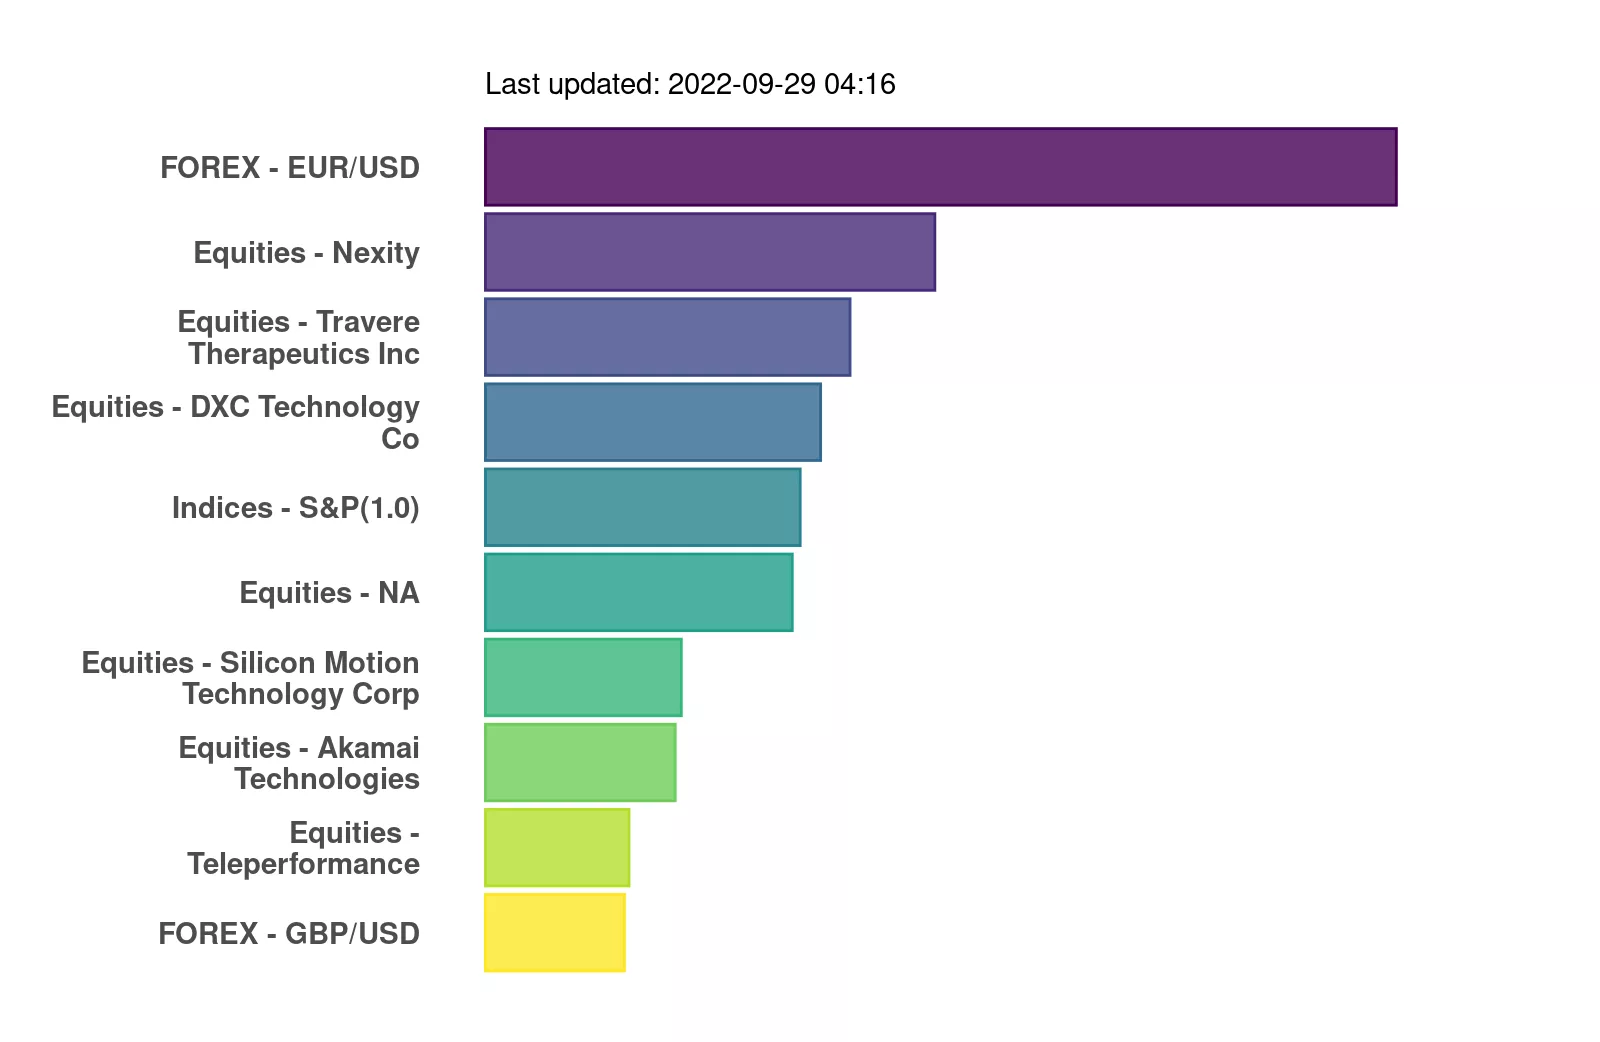 Last updated: 2022-09-29 04:16
FOREX - EUR/USD
Equities - Nexity
Equities - Travere
Therapeutics Inc
Equities - DXC Technology
Co
Indices - S&P(1.0)
Equities - NA
Equities - Silicon Motion
Technology Corp
Equities - Akamai
Technologies
Equities -
Teleperformance
FOREX - GBP/USD